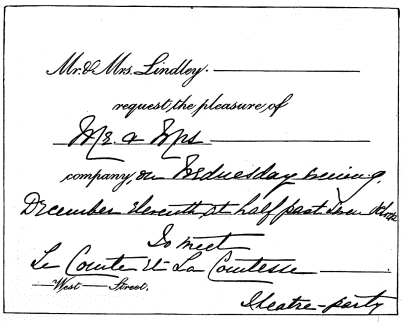 Mr. & Mrs. Lindley.
request the pleasure of
Mr. & Mrs
company, on Wednesday evening,
December eleventh at half past seven o'clock
To meet
Le Comte et La Comtesse
West Street.
Theatre-party